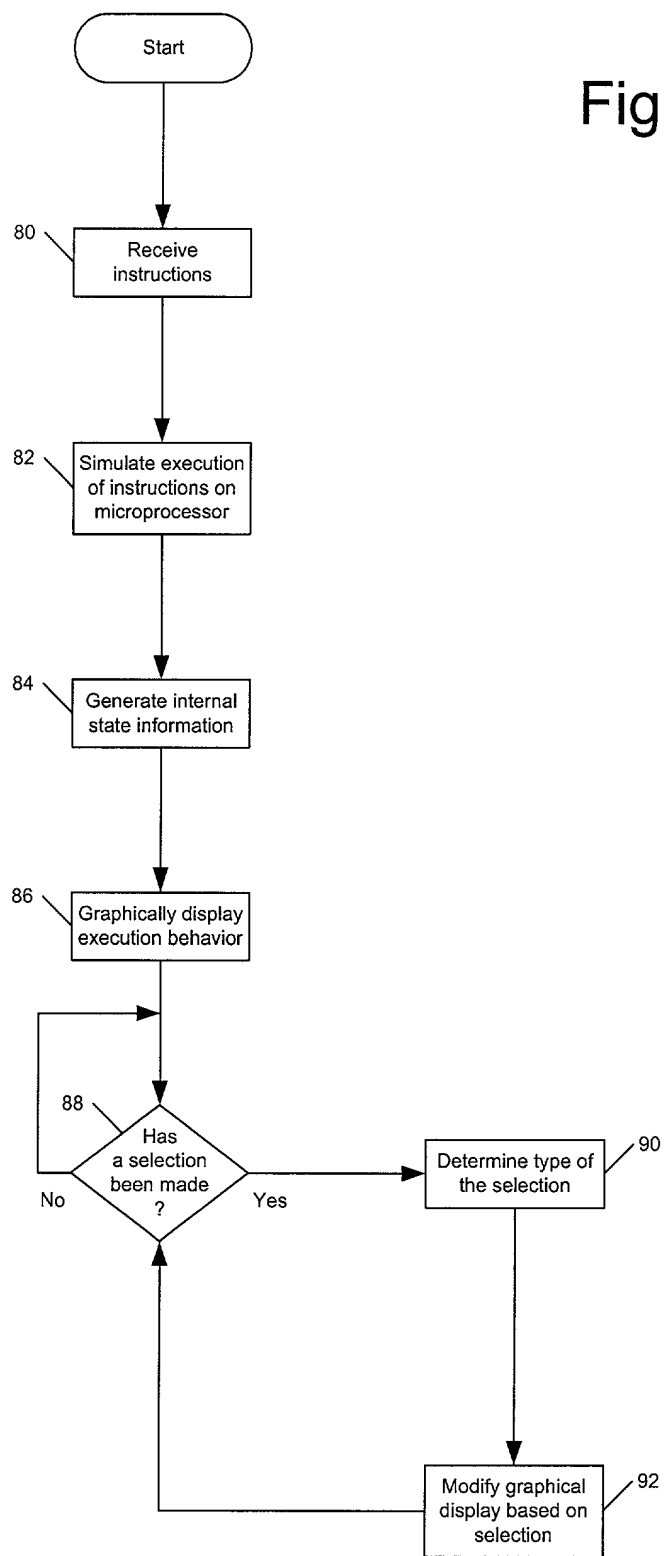 Start
Fig
80
Receive
instructions
82
Simulate execution
of instructions on
microprocessor
84
Generate internal
state information
86
Graphically display
execution behavior
88
Has
a selection
been made
?
No
Yes
90
Determine type of
the selection
92
Modify graphical
display based on
selection